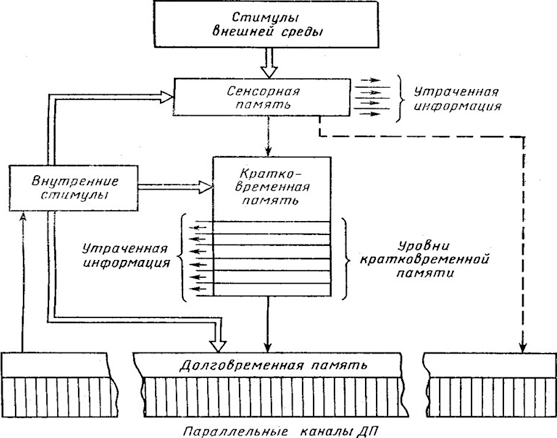 Стимулы
внешней среды
Сенсорная
память
Утраченная
информация
Внутренние
стимулы
Кратко-
временная
память
Утраченная
информация
Уровни
кратковременной
памяти
Долговременная память
Параллельные каналы ДП